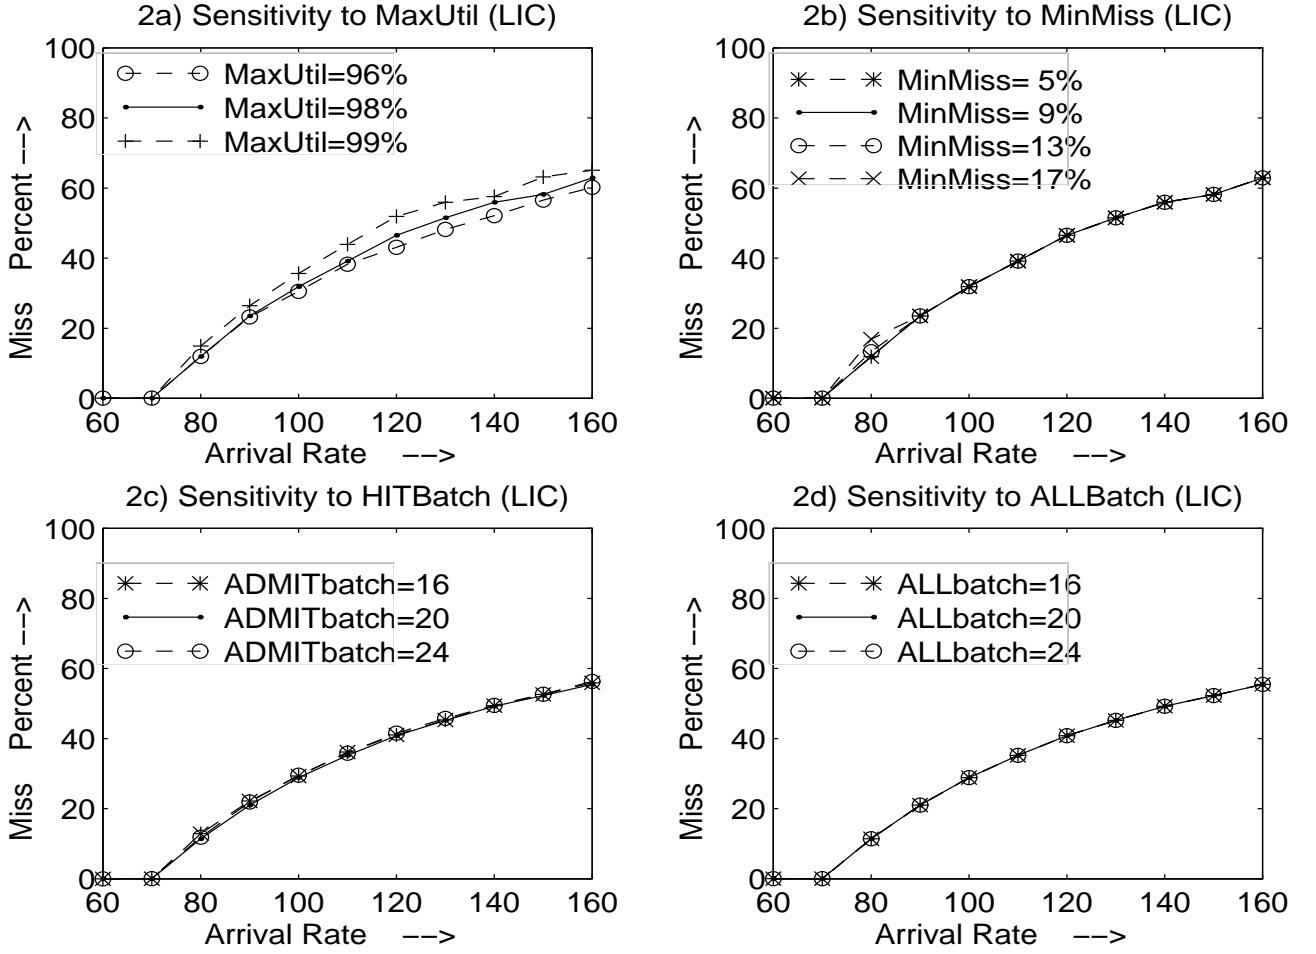 2a) Sensitivity to MaxUtil (LIC)
100
80
60
40
20
0
Miss Percent -->
MaxUtil=96%
MaxUtil=98%
MaxUtil=99%
60 80 100 120 140 160
Arrival Rate -->
2b) Sensitivity to MinMiss (LIC)
100
80
60
40
20
0
Miss Percent -->
MinMiss= 5%
MinMiss= 9%
MinMiss=13%
MinMiss=17%
60 80 100 120 140 160
Arrival Rate -->
2c) Sensitivity to HITBatch (LIC)
100
80
60
40
20
0
Miss Percent -->
ADMITbatch=16
ADMITbatch=20
ADMITbatch=24
60 80 100 120 140 160
Arrival Rate -->
2d) Sensitivity to ALLBatch (LIC)
100
80
60
40
20
0
Miss Percent -->
ALLbatch=16
ALLbatch=20
ALLbatch=24
60 80 100 120 140 160
Arrival Rate -->